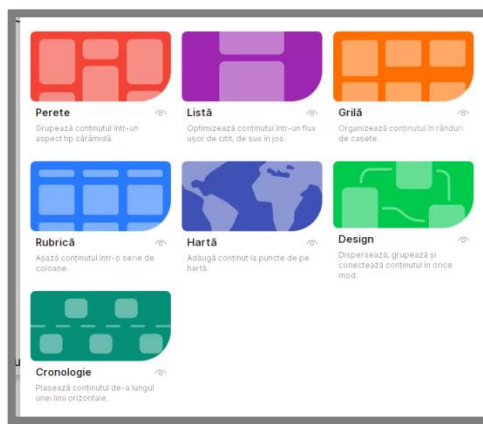 Perete
Grupează conținutul într-un
aspect tip cărămidă.
Listă
Optimizează conținutul într-un flux
ușor de citit, de sus în jos.
Grilă
Organizează conținutul în rânduri
de casete.
Rubrică
Așază conținutul într-o serie de
coloane.
Hartă
Adăugă conținut la puncte de pe
hartă.
Design
Dispersează, grupează și
conectează conținutul în orice
mod.
Cronologie
Plasează conținutul de-a lungul
unei linii orizontale.